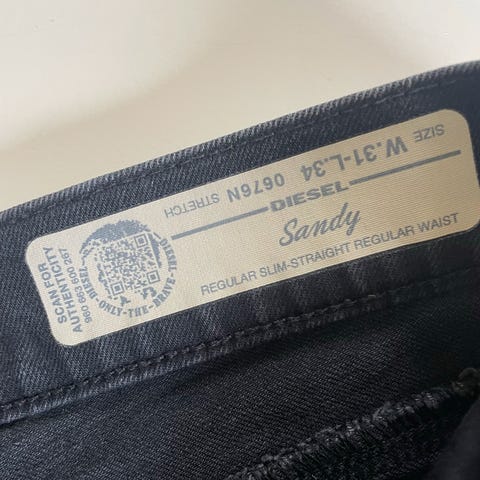 SIZE W.31-L.34 0676N STRETCH
DIESEL
Sandy
REGULAR SLIM-STRAIGHT REGULAR WAIST
SCAN FOR
AUTHENTICITY
DIESEL-ONLY-THE-BRAVE-